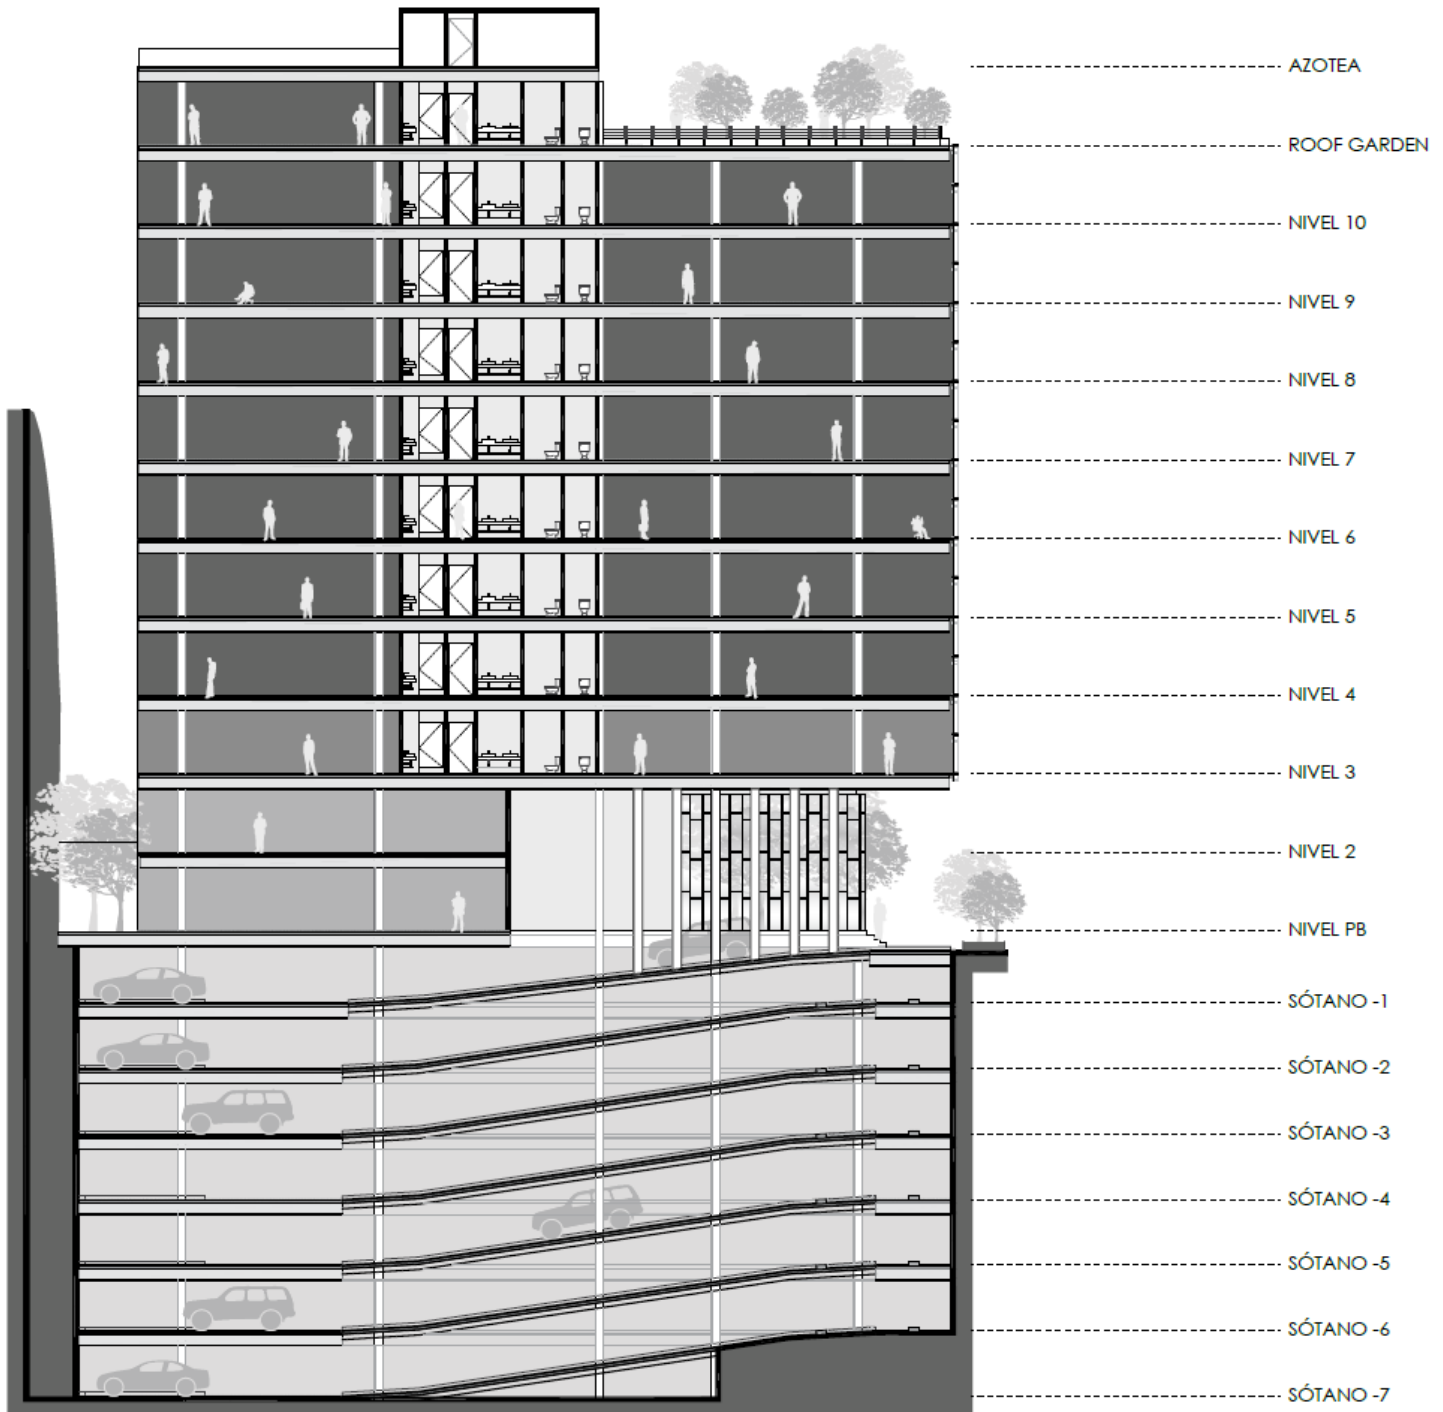 AZOTEA
ROOF GARDEN
NIVEL 10
NIVEL 9
NIVEL 8
NIVEL 7
NIVEL 6
NIVEL 5
NIVEL 4
NIVEL 3
NIVEL 2
NIVEL PB
SÓTANO -1
SÓTANO -2
SÓTANO -3
SÓTANO -4
SÓTANO -5
SÓTANO -6
SÓTANO -7